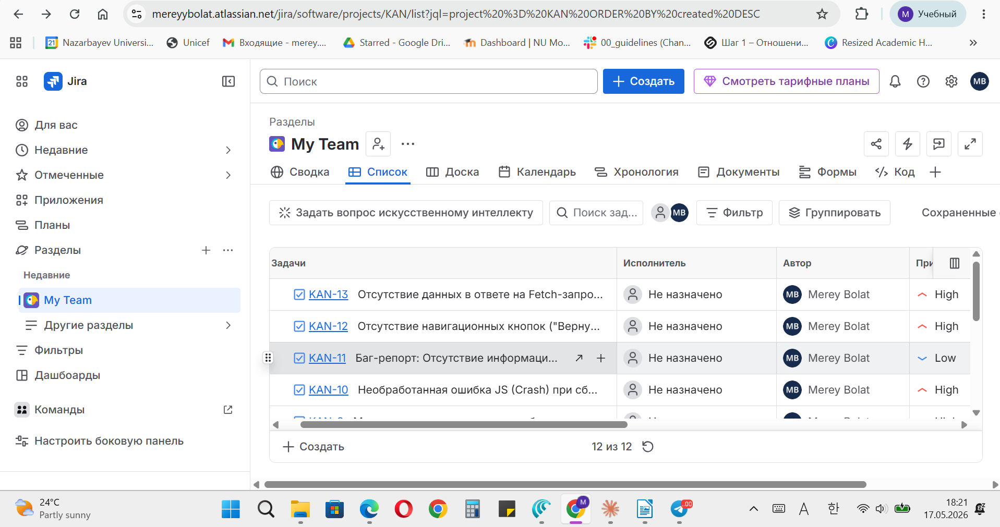 mereyybolat.atlassian.net/jira/software/projects/KAN/list?jql=project%20%3D%20KAN%20ORDER%20BY%20created%20DESC
M Учебный
21 Nazarbayev Universi...
Unicef
Входящие - merey....
Starred - Google Dri...
Dashboard | NU Mo...
00_guidelines (Chan...
Шаг 1 – Отношени...
Resized Academic H...
Jira
Поиск
Создать
Смотреть тарифные планы
MB
Для вас
Недавние
Отмеченные
Приложения
Планы
Разделы
Недавние
My Team
Другие разделы
Фильтры
Дашбоарды
Команды
Настроить боковую панель
Разделы
My Team
Сводка
Список
Доска
Календарь
Хронология
Документы
Формы
Код
Задать вопрос искусственному интеллекту
Поиск зад...
MB
Фильтр
Группировать
Сохраненные
Задачи Исполнитель Автор При
KAN-13 Отсутствие данных в ответе на Fetch-запро... Не назначено MB Merey Bolat High
KAN-12 Отсутствие навигационных кнопок ("Верну... Не назначено MB Merey Bolat High
KAN-11 Баг-репорт: Отсутствие информаци... Не назначено MB Merey Bolat Low
KAN-10 Необработанная ошибка JS (Crash) при сб... Не назначено MB Merey Bolat High
Создать
12 из 12
24°C
Partly sunny
M
..00
A
한
18:21
17.05.2026